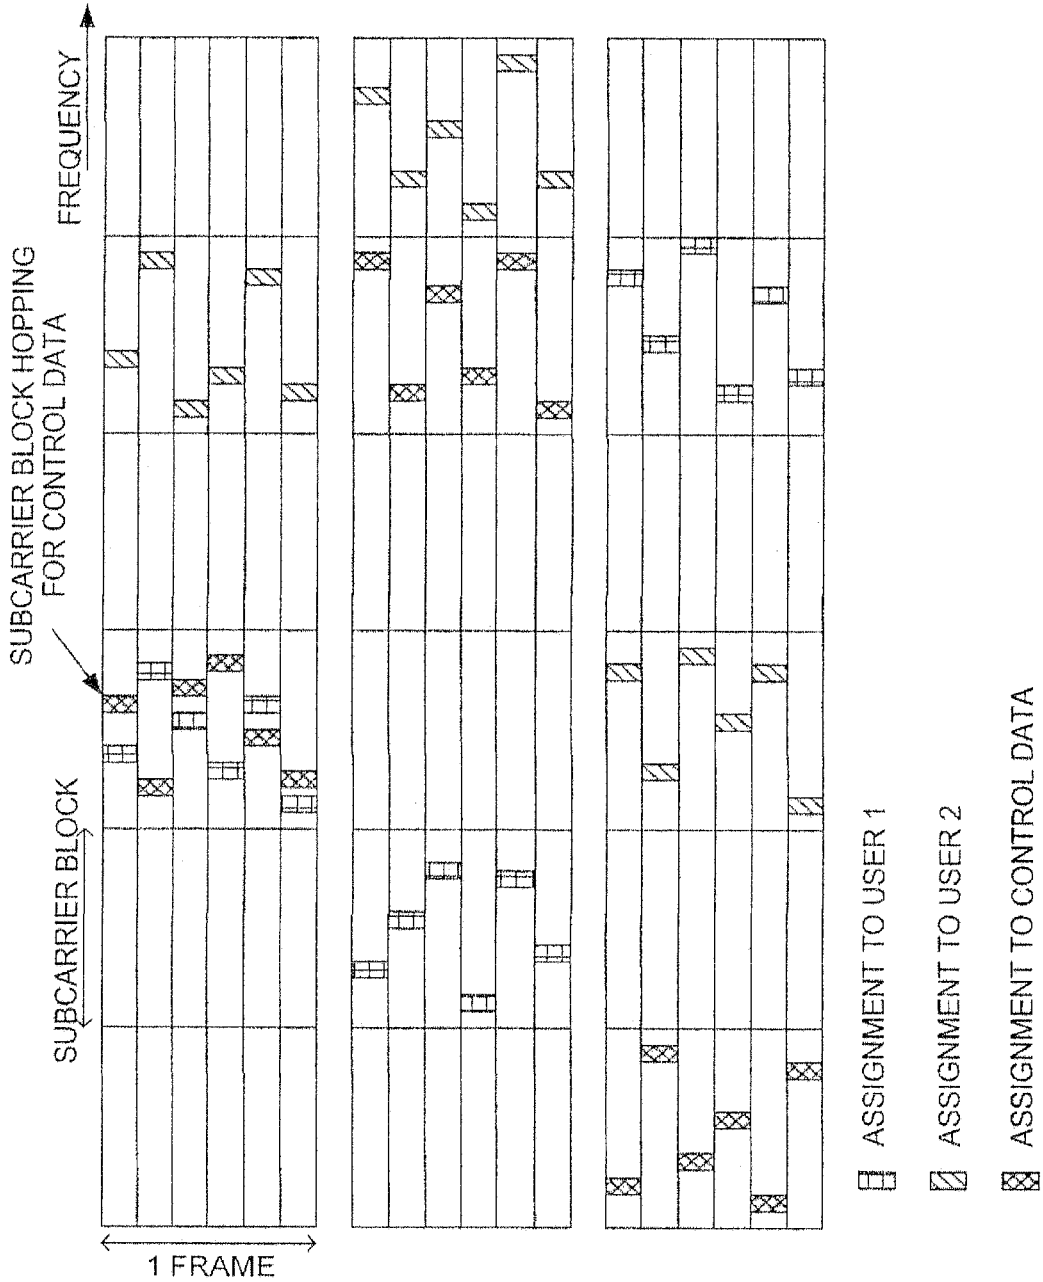 FREQUENCY
SUBCARRIER BLOCK HOPPING
FOR CONTROL DATA
SUBCARRIER BLOCK
1 FRAME
ASSIGNMENT TO USER 1
ASSIGNMENT TO USER 2
ASSIGNMENT TO CONTROL DATA